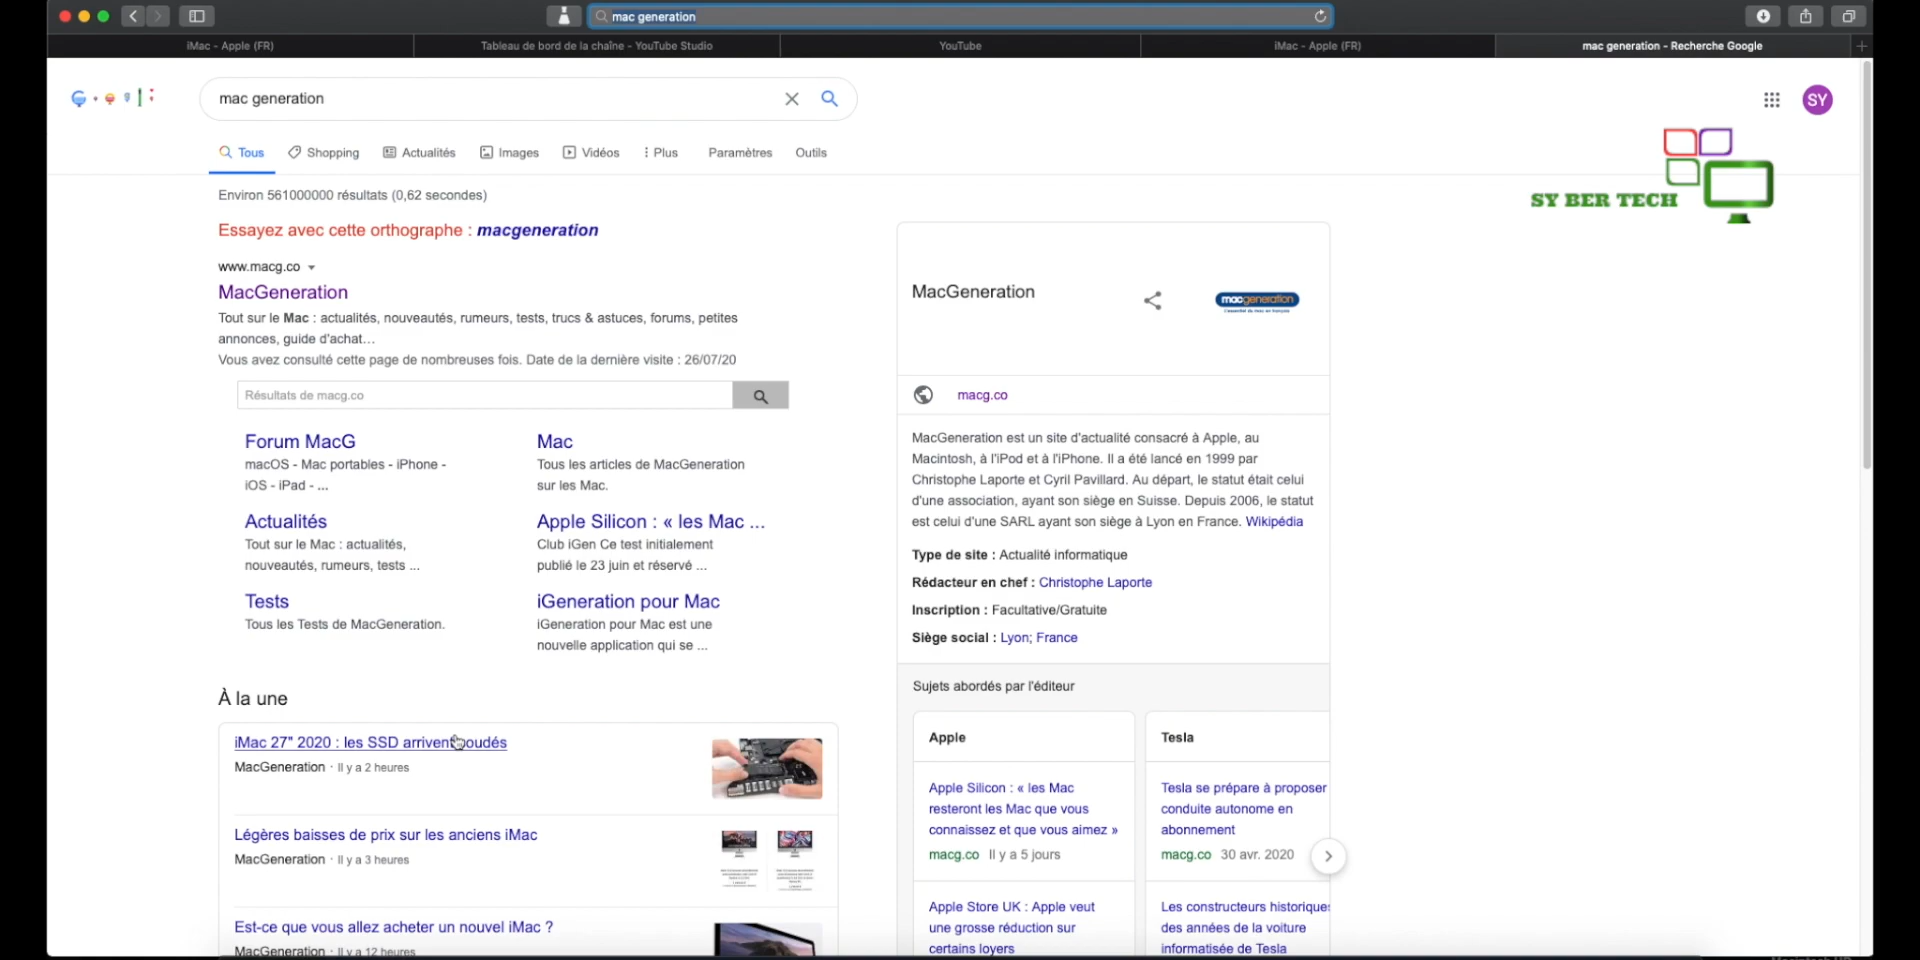 mac generation
iMac - Apple (FR)
Tableau de bord de la chaîne - YouTube Studio
YouTube
iMac - Apple (FR)
mac generation - Recherche Google
mac generation
SY
Tous
Shopping
Actualités
Images
Vidéos
Plus
Paramètres
Outils
SY BER TECH
Environ 561000000 résultats (0,62 secondes)
Essayez avec cette orthographe : macgeneration
www.macg.co
MacGeneration
Tout sur le Mac : actualités, nouveautés, rumeurs, tests, trucs & astuces, forums, petites
annonces, guide d'achat...
Vous avez consulté cette page de nombreuses fois. Date de la dernière visite : 26/07/20
Résultats de macg.co
Forum MacG
macOS - Mac portables - iPhone -
iOS - iPad - ...
Mac
Tous les articles de MacGeneration
sur les Mac.
Actualités
Tout sur le Mac : actualités,
nouveautés, rumeurs, tests ...
Apple Silicon : « les Mac ...
Club iGen Ce test initialement
publié le 23 juin et réservé ...
Tests
Tous les Tests de MacGeneration.
iGeneration pour Mac
iGeneration pour Mac est une
nouvelle application qui se ...
À la une
iMac 27" 2020 : les SSD arrivent
MacGeneration · Il y a 2 heures
Légères baisses de prix sur les anciens iMac
MacGeneration · Il y a 3 heures
Est-ce que vous allez acheter un nouvel iMac ?
MacGeneration · Il y a 12 heures
MacGeneration
macgeneration
macg.co
MacGeneration est un site d'actualité consacré à Apple, au
Macintosh, à l'iPod et à l'iPhone. Il a été lancé en 1999 par
Christophe Laporte et Cyril Pavillard. Au départ, le statut était celui
d'une association, ayant son siège en Suisse. Depuis 2006, le statut
est celui d'une SARL ayant son siège à Lyon en France. Wikipédia
Type de site : Actualité informatique
Rédacteur en chef : Christophe Laporte
Inscription : Facultative/Gratuite
Siège social : Lyon; France
Sujets abordés par l'éditeur
Apple
Apple Silicon : « les Mac
resteront les Mac que vous
connaissez et que vous aimez »
macg.co Il y a 5 jours
Apple Store UK : Apple veut
une grosse réduction sur
certains loyers
Tesla
Tesla se prépare à proposer
conduite autonome en
abonnement
macg.co 30 avr. 2020
Les constructeurs historiques
des années de la voiture
informatisée de Tesla